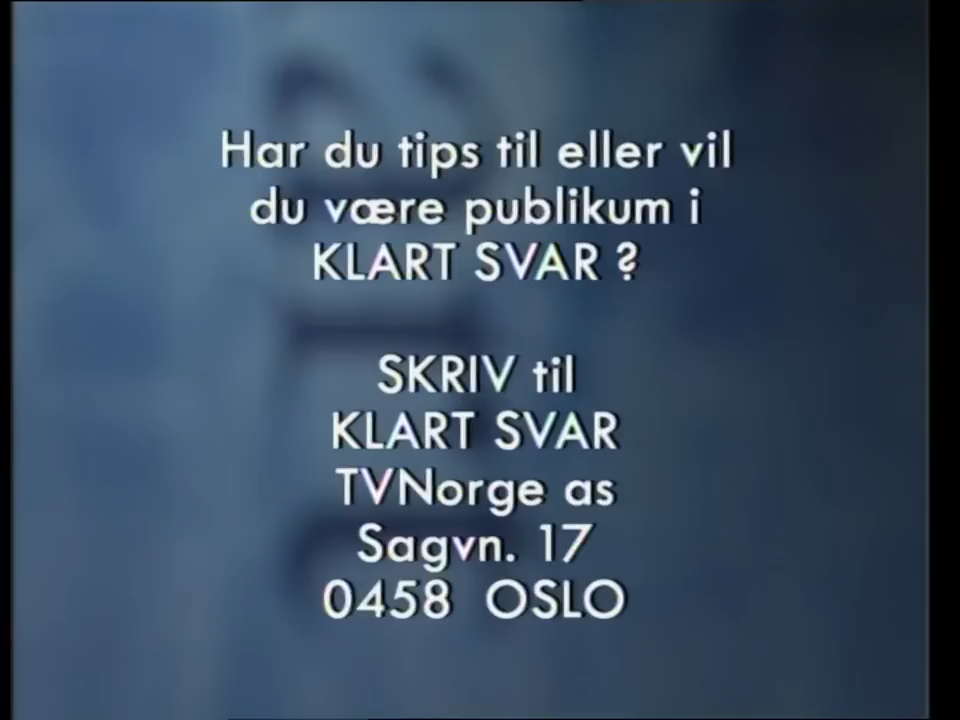 Har du tips til eller vil
du være publikum i
KLART SVAR ?
SKRIV til
KLART SVAR
TVNorge as
Sagvn. 17
0458 OSLO